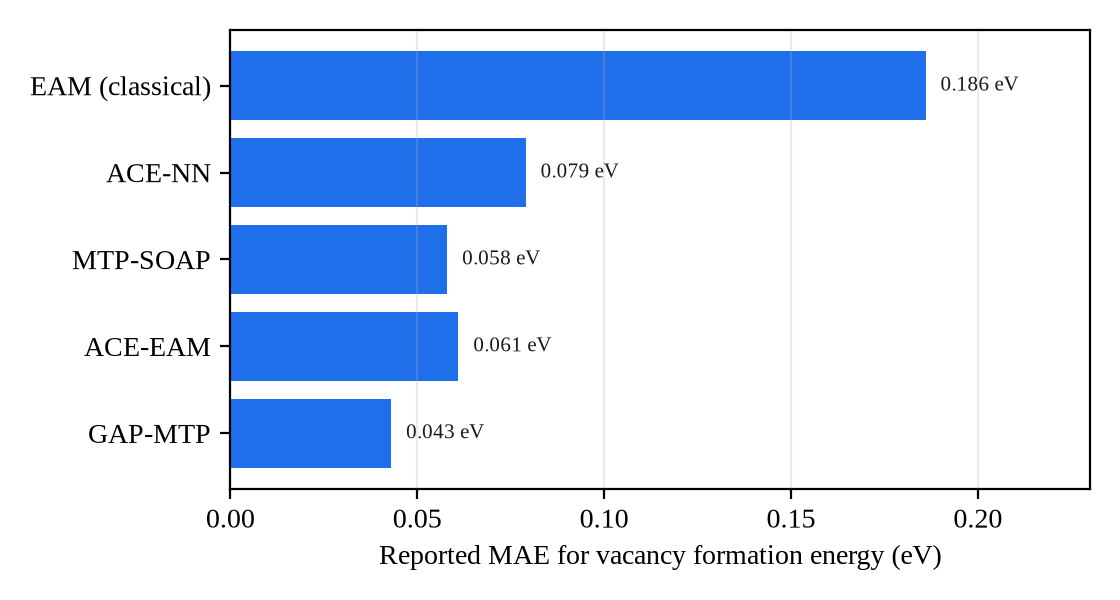 EAM (classical) 0.186 eV
ACE-NN 0.079 eV
MTP-SOAP 0.058 eV
ACE-EAM 0.061 eV
GAP-MTP 0.043 eV
0.00 0.05 0.10 0.15 0.20
Reported MAE for vacancy formation energy (eV)